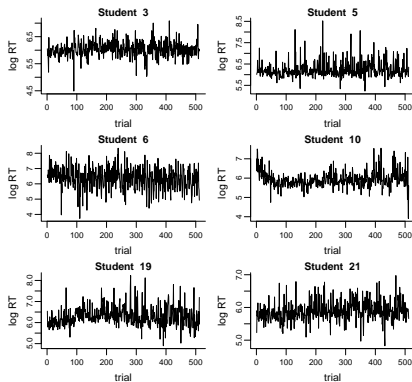 Student 3
log RT
4.5 5.5 6.5
0 100 200 300 400 500
trial
Student 5
log RT
5.5 6.5 7.5 8.5
0 100 200 300 400 500
trial
Student 6
log RT
4 5 6 7 8
0 100 200 300 400 500
trial
Student 10
log RT
4 5 6 7
0 100 200 300 400 500
trial
Student 19
log RT
5.0 6.0 7.0 8.0
0 100 200 300 400 500
trial
Student 21
log RT
5.0 6.0 7.0
0 100 200 300 400 500
trial